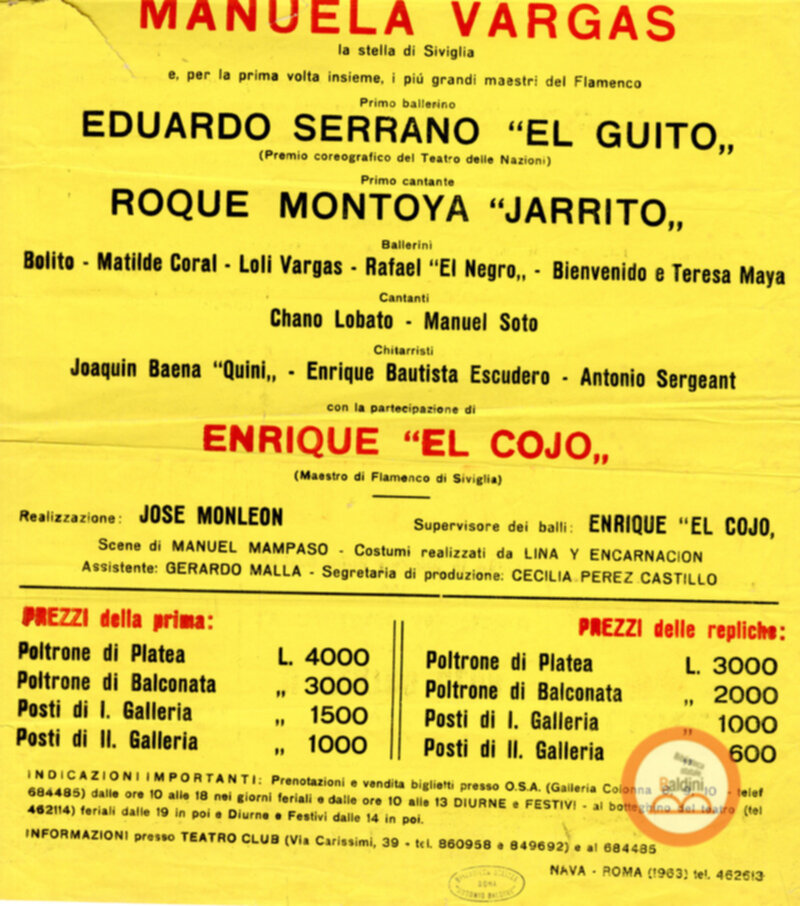 MANUELA VARGAS
la stella di Siviglia
e, per la prima volta insieme, i piú grandi maestri del Flamenco
Primo ballerino
EDUARDO SERRANO “EL GUITO„
(Premio coreografico del Teatro delle Nazioni)
Primo cantante
ROQUE MONTOYA “JARRITO„
Ballerini
Bolito - Matilde Coral - Loli Vargas - Rafael “El Negro„ - Bienvenido e Teresa Maya
Cantanti
Chano Lobato - Manuel Soto
Chitarristi
Joaquin Baena “Quini„ - Enrique Bautista Escudero - Antonio Sergeant
con la partecipazione di
ENRIQUE “EL COJO„
(Maestro di Flamenco di Siviglia)
Realizzazione: JOSE MONLEON
Supervisore dei balli: ENRIQUE “EL COJO,
Scene di MANUEL MAMPASO - Costumi realizzati da LINA Y ENCARNACION
Assistente: GERARDO MALLA - Segretaria di produzione: CECILIA PEREZ CASTILLO
PREZZI della prima:
Poltrone di Platea L. 4000
Poltrone di Balconata „ 3000
Posti di I. Galleria „ 1500
Posti di II. Galleria „ 1000
PREZZI delle repliche:
Poltrone di Platea L. 3000
Poltrone di Balconata „ 2000
Posti di I. Galleria „ 1000
Posti di II. Galleria 600
INDICAZIONI IMPORTANTI: Prenotazioni e vendita biglietti presso O.S.A. (Galleria Colonna 10 - telef
684485) dalle ore 10 alle 18 nei giorni feriali e dalle ore 10 alle 13 DIURNE e FESTIVI - al botteghino del teatro (tel
462114) feriali dalle 19 in poi e Diurne e Festivi dalle 14 in poi.
INFORMAZIONI presso TEATRO CLUB (Via Carissimi, 39 - tel. 860958 e 849692) e al 684485
NAVA - ROMA (1963) tel. 462613
Baldini
ROMA